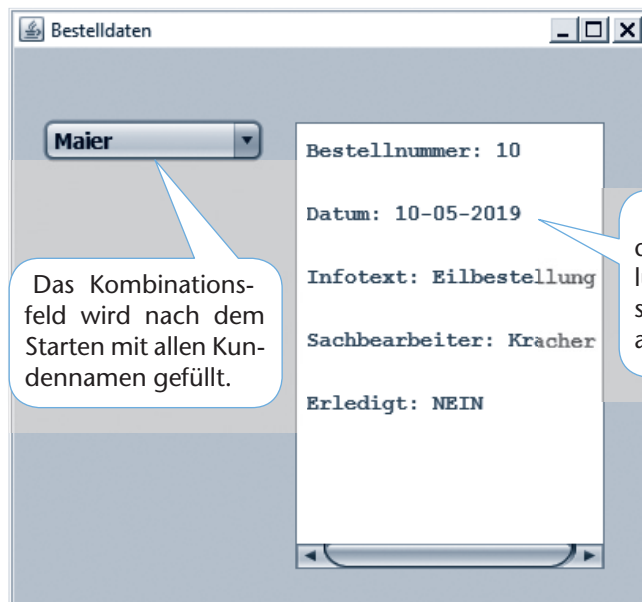 Bestelldaten
Maier
Bestellnummer: 10
Datum: 10-05-2019
Infotext: Eilbestellung
Sachbearbeiter: Kracher
Erledigt: NEIN
Das Kombinations-
feld wird nach dem
Starten mit allen Kun-
dennamen gefüllt.